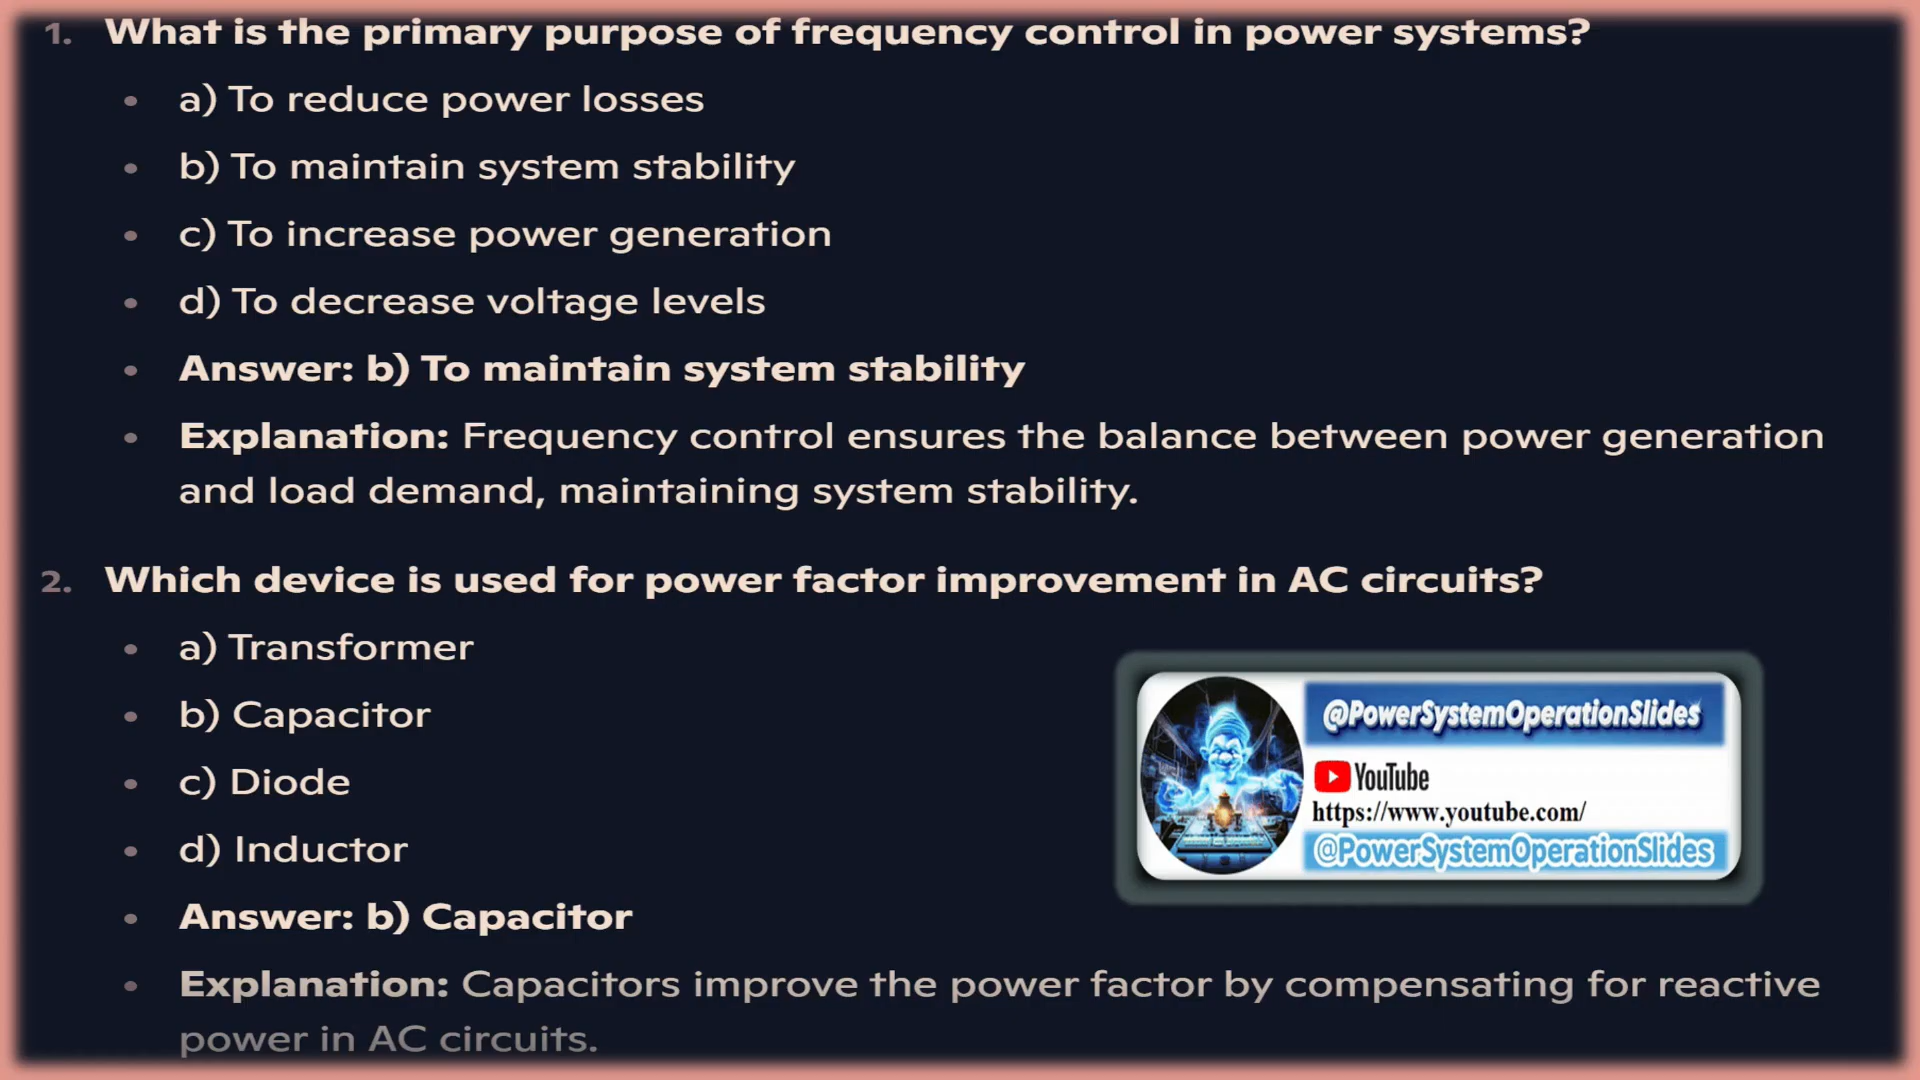 1. What is the primary purpose of frequency control in power systems?
• a) To reduce power losses
• b) To maintain system stability
• c) To increase power generation
• d) To decrease voltage levels
• Answer: b) To maintain system stability
• Explanation: Frequency control ensures the balance between power generation
and load demand, maintaining system stability.
2. Which device is used for power factor improvement in AC circuits?
• a) Transformer
• b) Capacitor
• c) Diode
• d) Inductor
• Answer: b) Capacitor
• Explanation: Capacitors improve the power factor by compensating for reactive
power in AC circuits.
@PowerSystemOperationSlides
YouTube
https://www.youtube.com/
@PowerSystemOperationSlides